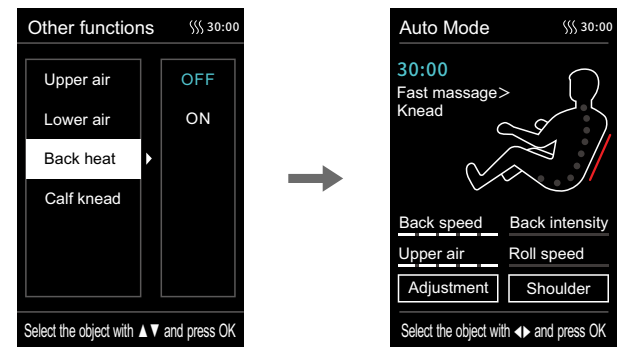 Other functions 30:00
Upper air OFF
Lower air ON
Back heat
Calf knead
Select the object with ▲▼ and press OK
Auto Mode 30:00
30:00
Fast massage>
Knead
Back speed Back intensity
Upper air Roll speed
Adjustment Shoulder
Select the object with ◀▶ and press OK